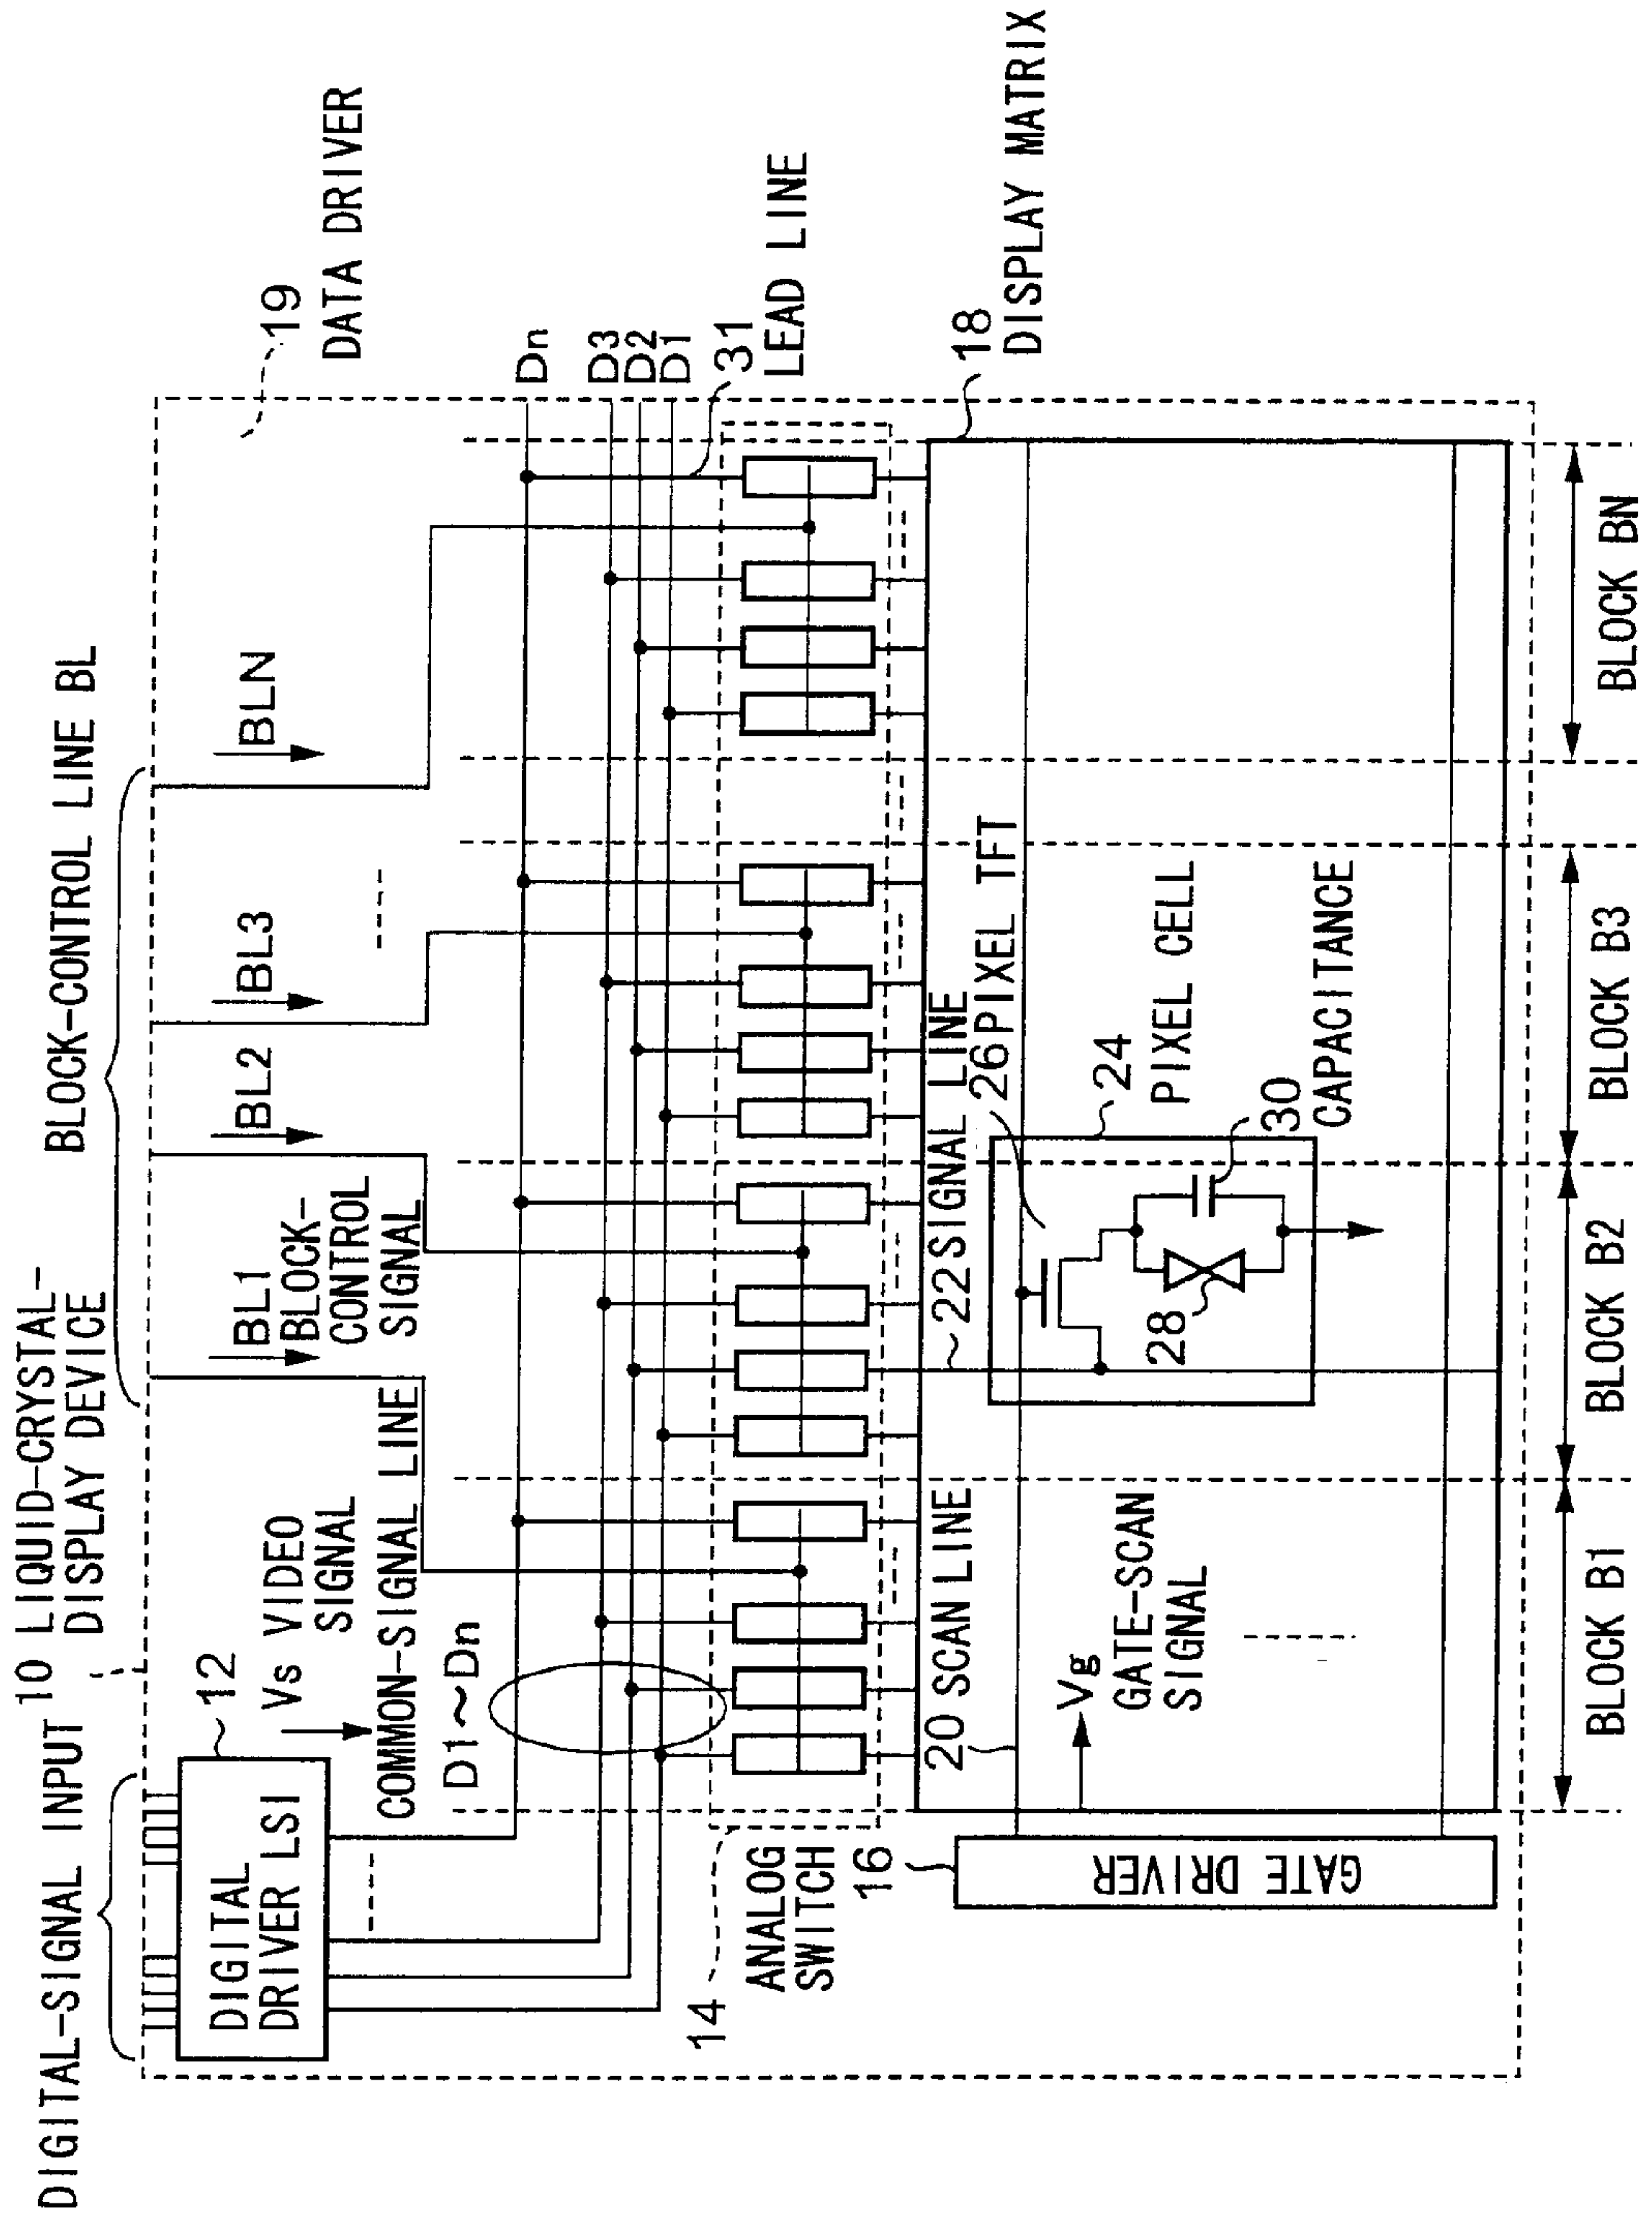 DIGITAL-SIGNAL INPUT
10 LIQUID-CRYSTAL-
DISPLAY DEVICE
BLOCK-CONTROL LINE BL
19
DATA DRIVER
12
DIGITAL
DRIVER LSI
Vs VIDEO
SIGNAL
BL1
BLOCK-
CONTROL
SIGNAL
BL2
BL3
BLN
COMMON-SIGNAL LINE
D1~Dn
Dn
D3
D2
D1
31
LEAD LINE
14
ANALOG
SWITCH
16
GATE DRIVER
20 SCAN LINE
22 SIGNAL LINE
26 PIXEL TFT
18
DISPLAY MATRIX
Vg
GATE-SCAN
SIGNAL
24
PIXEL CELL
28
30
CAPACITANCE
BLOCK B1
BLOCK B2
BLOCK B3
BLOCK BN